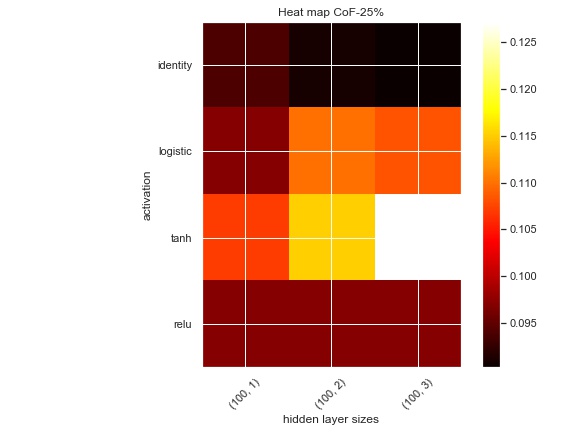 Heat map CoF-25%
activation
identity
logistic
tanh
relu
(100, 1)
(100, 2)
(100, 3)
hidden layer sizes
0.125
0.120
0.115
0.110
0.105
0.100
0.095